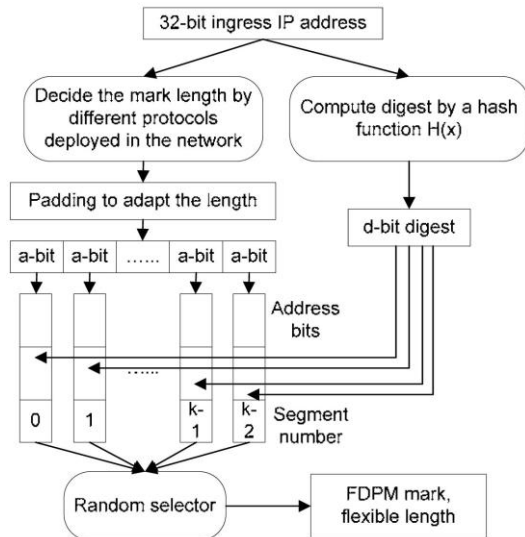 32-bit ingress IP address
Decide the mark length by
different protocols
deployed in the network
Compute digest by a hash
function H(x)
Padding to adapt the length
d-bit digest
a-bit a-bit ...... a-bit a-bit
Address
bits
......
0 1 k-
1 k-
2
Segment
number
Random selector
FDPM mark,
flexible length